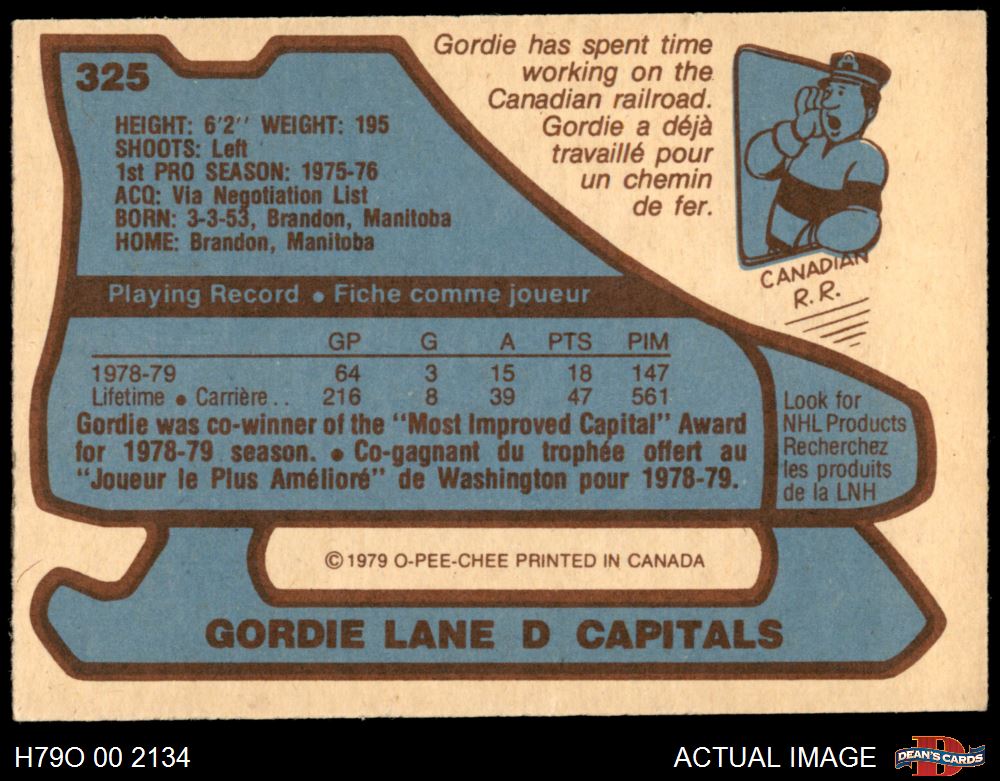 325
Gordie has spent time
working on the
Canadian railroad.
Gordie a déjà
travaillé pour
un chemin
de fer.
CANADIAN
R.R.
HEIGHT: 6'2'' WEIGHT: 195
SHOOTS: Left
1st PRO SEASON: 1975-76
ACQ: Via Negotiation List
BORN: 3-3-53, Brandon, Manitoba
HOME: Brandon, Manitoba
Playing Record • Fiche comme joueur
GP G A PTS PIM
1978-79 64 3 15 18 147
Lifetime • Carrière . . 216 8 39 47 561
Gordie was co-winner of the "Most Improved Capital" Award
for 1978-79 season. • Co-gagnant du trophée offert au
"Joueur le Plus Amélioré" de Washington pour 1978-79.
Look for
NHL Products
Recherchez
les produits
de la LNH
© 1979 O-PEE-CHEE PRINTED IN CANADA
GORDIE LANE D CAPITALS
H79O 00 2134
ACTUAL IMAGE
D
DEAN'S CARDS